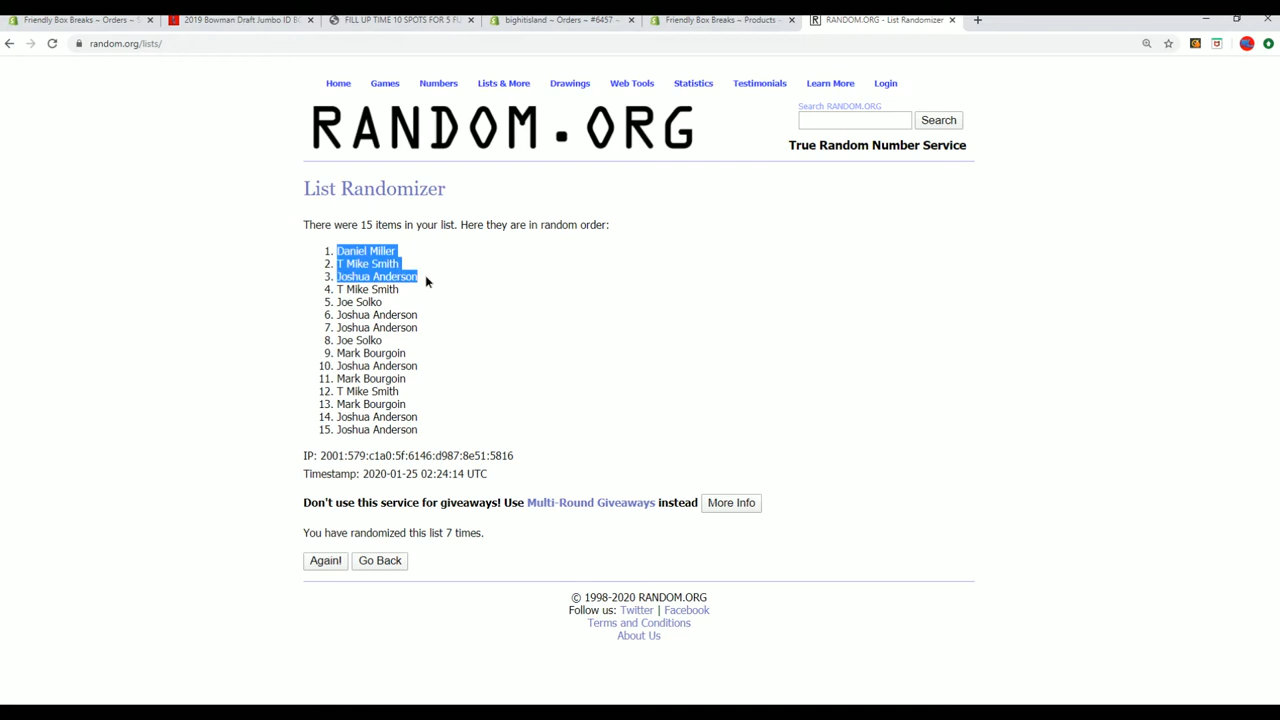 Friendly Box Breaks ~ Orders ~ S
2019 Bowman Draft Jumbo ID BO
FILL UP TIME 10 SPOTS FOR 5 FU
bighitisland ~ Orders ~ #6457 ~
Friendly Box Breaks ~ Products ~
RANDOM.ORG - List Randomizer
random.org/lists/
Home Games Numbers Lists & More Drawings Web Tools Statistics Testimonials Learn More Login
RANDOM.ORG
Search RANDOM.ORG
Search
True Random Number Service
List Randomizer
There were 15 items in your list. Here they are in random order:
1. Daniel Miller
2. T Mike Smith
3. Joshua Anderson
4. T Mike Smith
5. Joe Solko
6. Joshua Anderson
7. Joshua Anderson
8. Joe Solko
9. Mark Bourgoin
10. Joshua Anderson
11. Mark Bourgoin
12. T Mike Smith
13. Mark Bourgoin
14. Joshua Anderson
15. Joshua Anderson
IP: 2001:579:c1a0:5f:6146:d987:8e51:5816
Timestamp: 2020-01-25 02:24:14 UTC
Don't use this service for giveaways! Use Multi-Round Giveaways instead More Info
You have randomized this list 7 times.
Again! Go Back
© 1998-2020 RANDOM.ORG
Follow us: Twitter | Facebook
Terms and Conditions
About Us